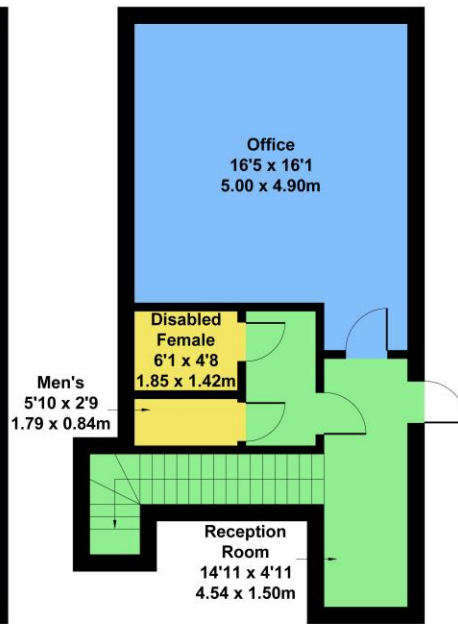 Office
16'5 x 16'1
5.00 x 4.90m
Disabled
Female
6'1 x 4'8
1.85 x 1.42m
Men's
5'10 x 2'9
1.79 x 0.84m
Reception
Room
14'11 x 4'11
4.54 x 1.50m